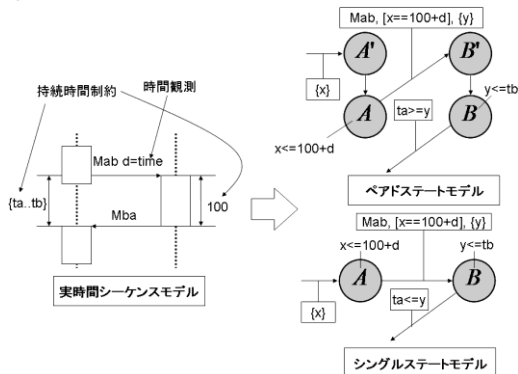 持続時間制約
時間観測
Mab d=time
{ta..tb}
100
Mba
実時間シーケンスモデル
Mab, [x==100+d], {y}
A'
B'
{x}
A
B
y<=tb
ta>=y
x<=100+d
ペアドステートモデル
Mab, [x==100+d], {y}
x<=100+d
y<=tb
A
B
{x}
ta<=y
シングルステートモデル